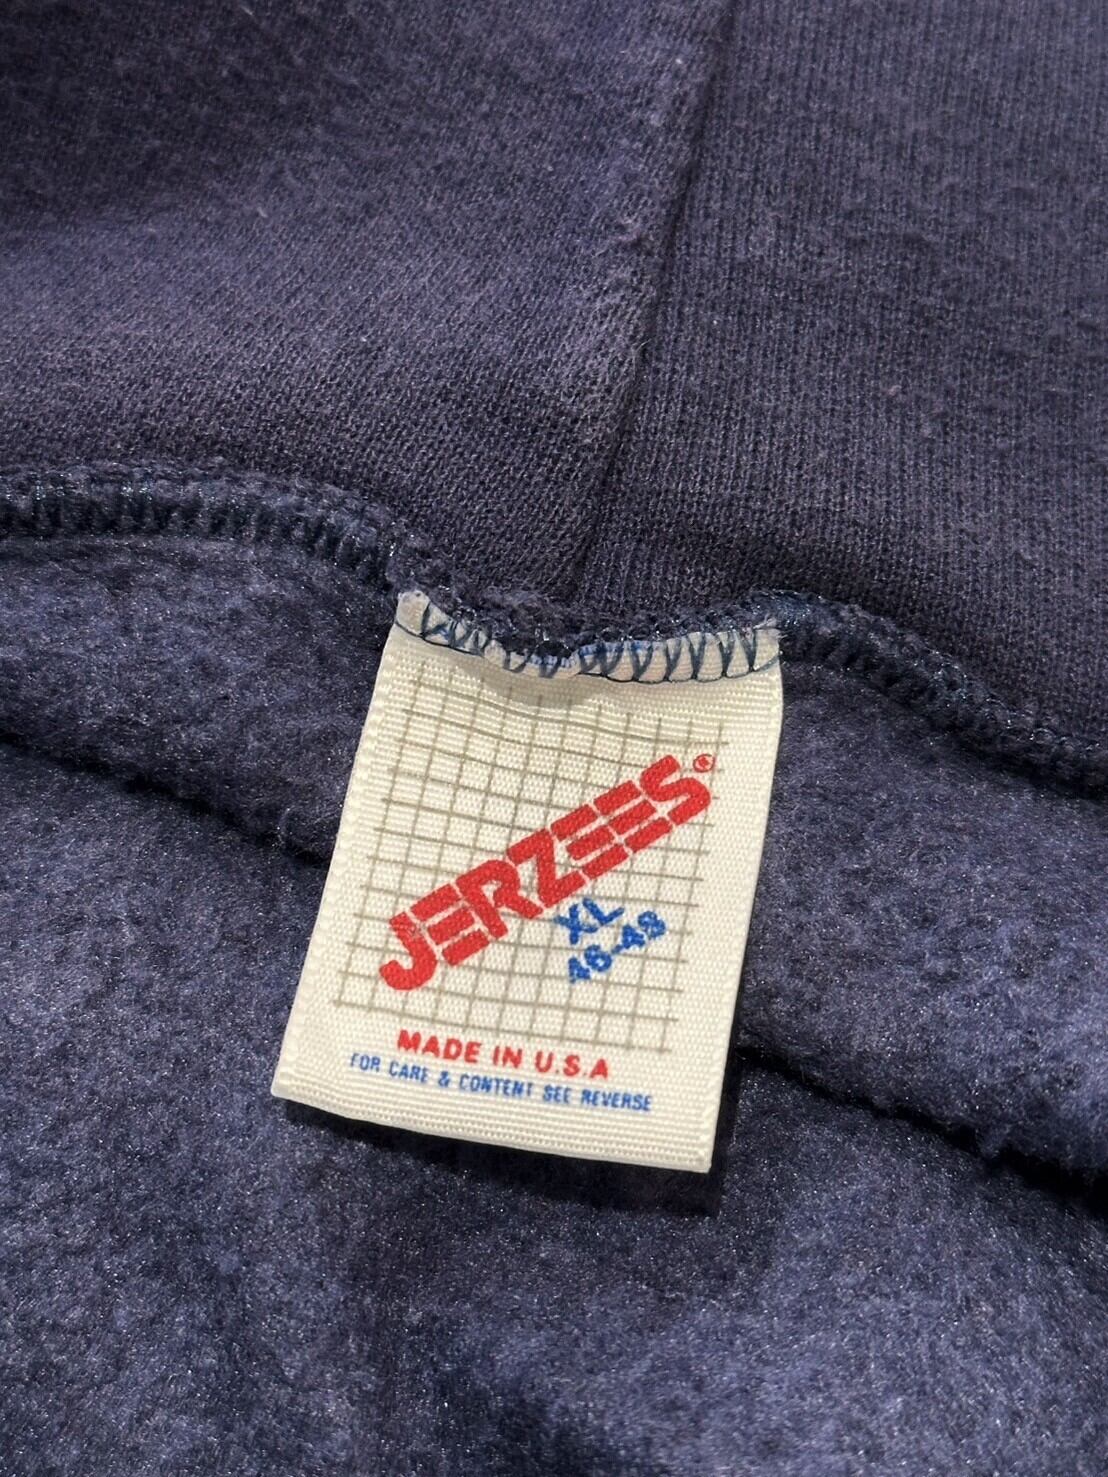 JERZEES®
XL
46-48
MADE IN U.S.A
FOR CARE & CONTENT SEE REVERSE